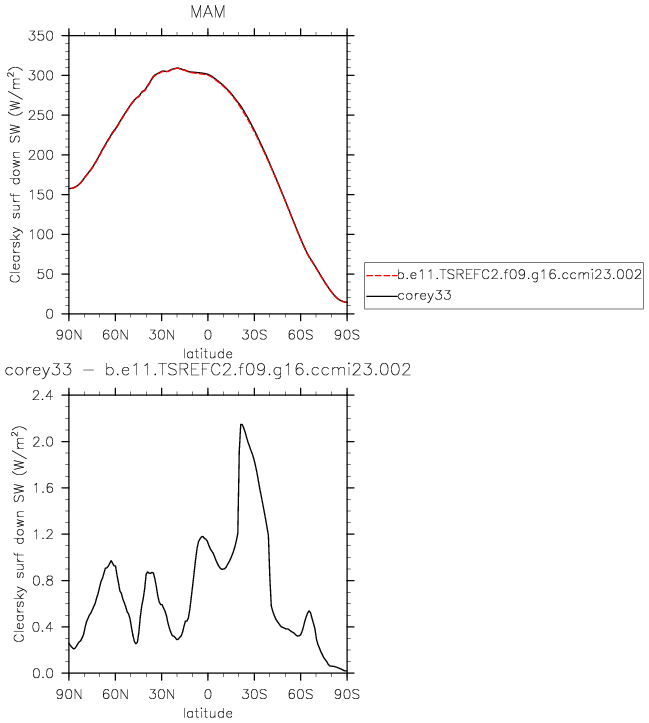 MAM
350
300
250
200
150
100
50
0
Clearsky surf down SW (W/m²)
90N 60N 30N 0 30S 60S 90S
latitude
b.e11.TSREFC2.f09.g16.ccmi23.002
corey33
corey33 − b.e11.TSREFC2.f09.g16.ccmi23.002
2.4
2.0
1.6
1.2
0.8
0.4
0.0
Clearsky surf down SW (W/m²)
90N 60N 30N 0 30S 60S 90S
latitude